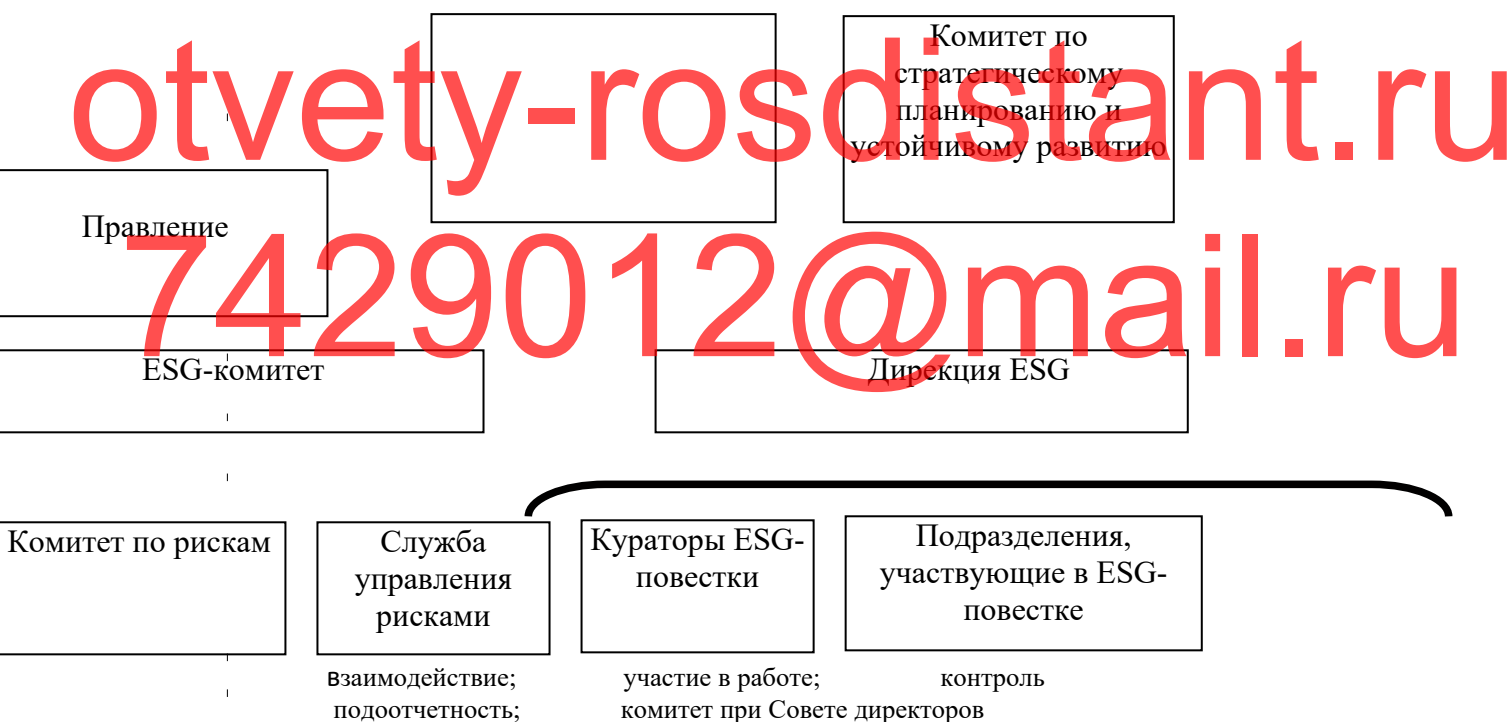 Комитет по
стратегическому
планированию и
устойчивому развитию
otvety-rosdistant.ru
Правление
7429012@mail.ru
ESG-комитет
Дирекция ESG
Комитет по рискам
Служба
управления
рисками
Кураторы ESG-
повестки
Подразделения,
участвующие в ESG-
повестке
взаимодействие; участие в работе; контроль
подоотчетность; комитет при Совете директоров